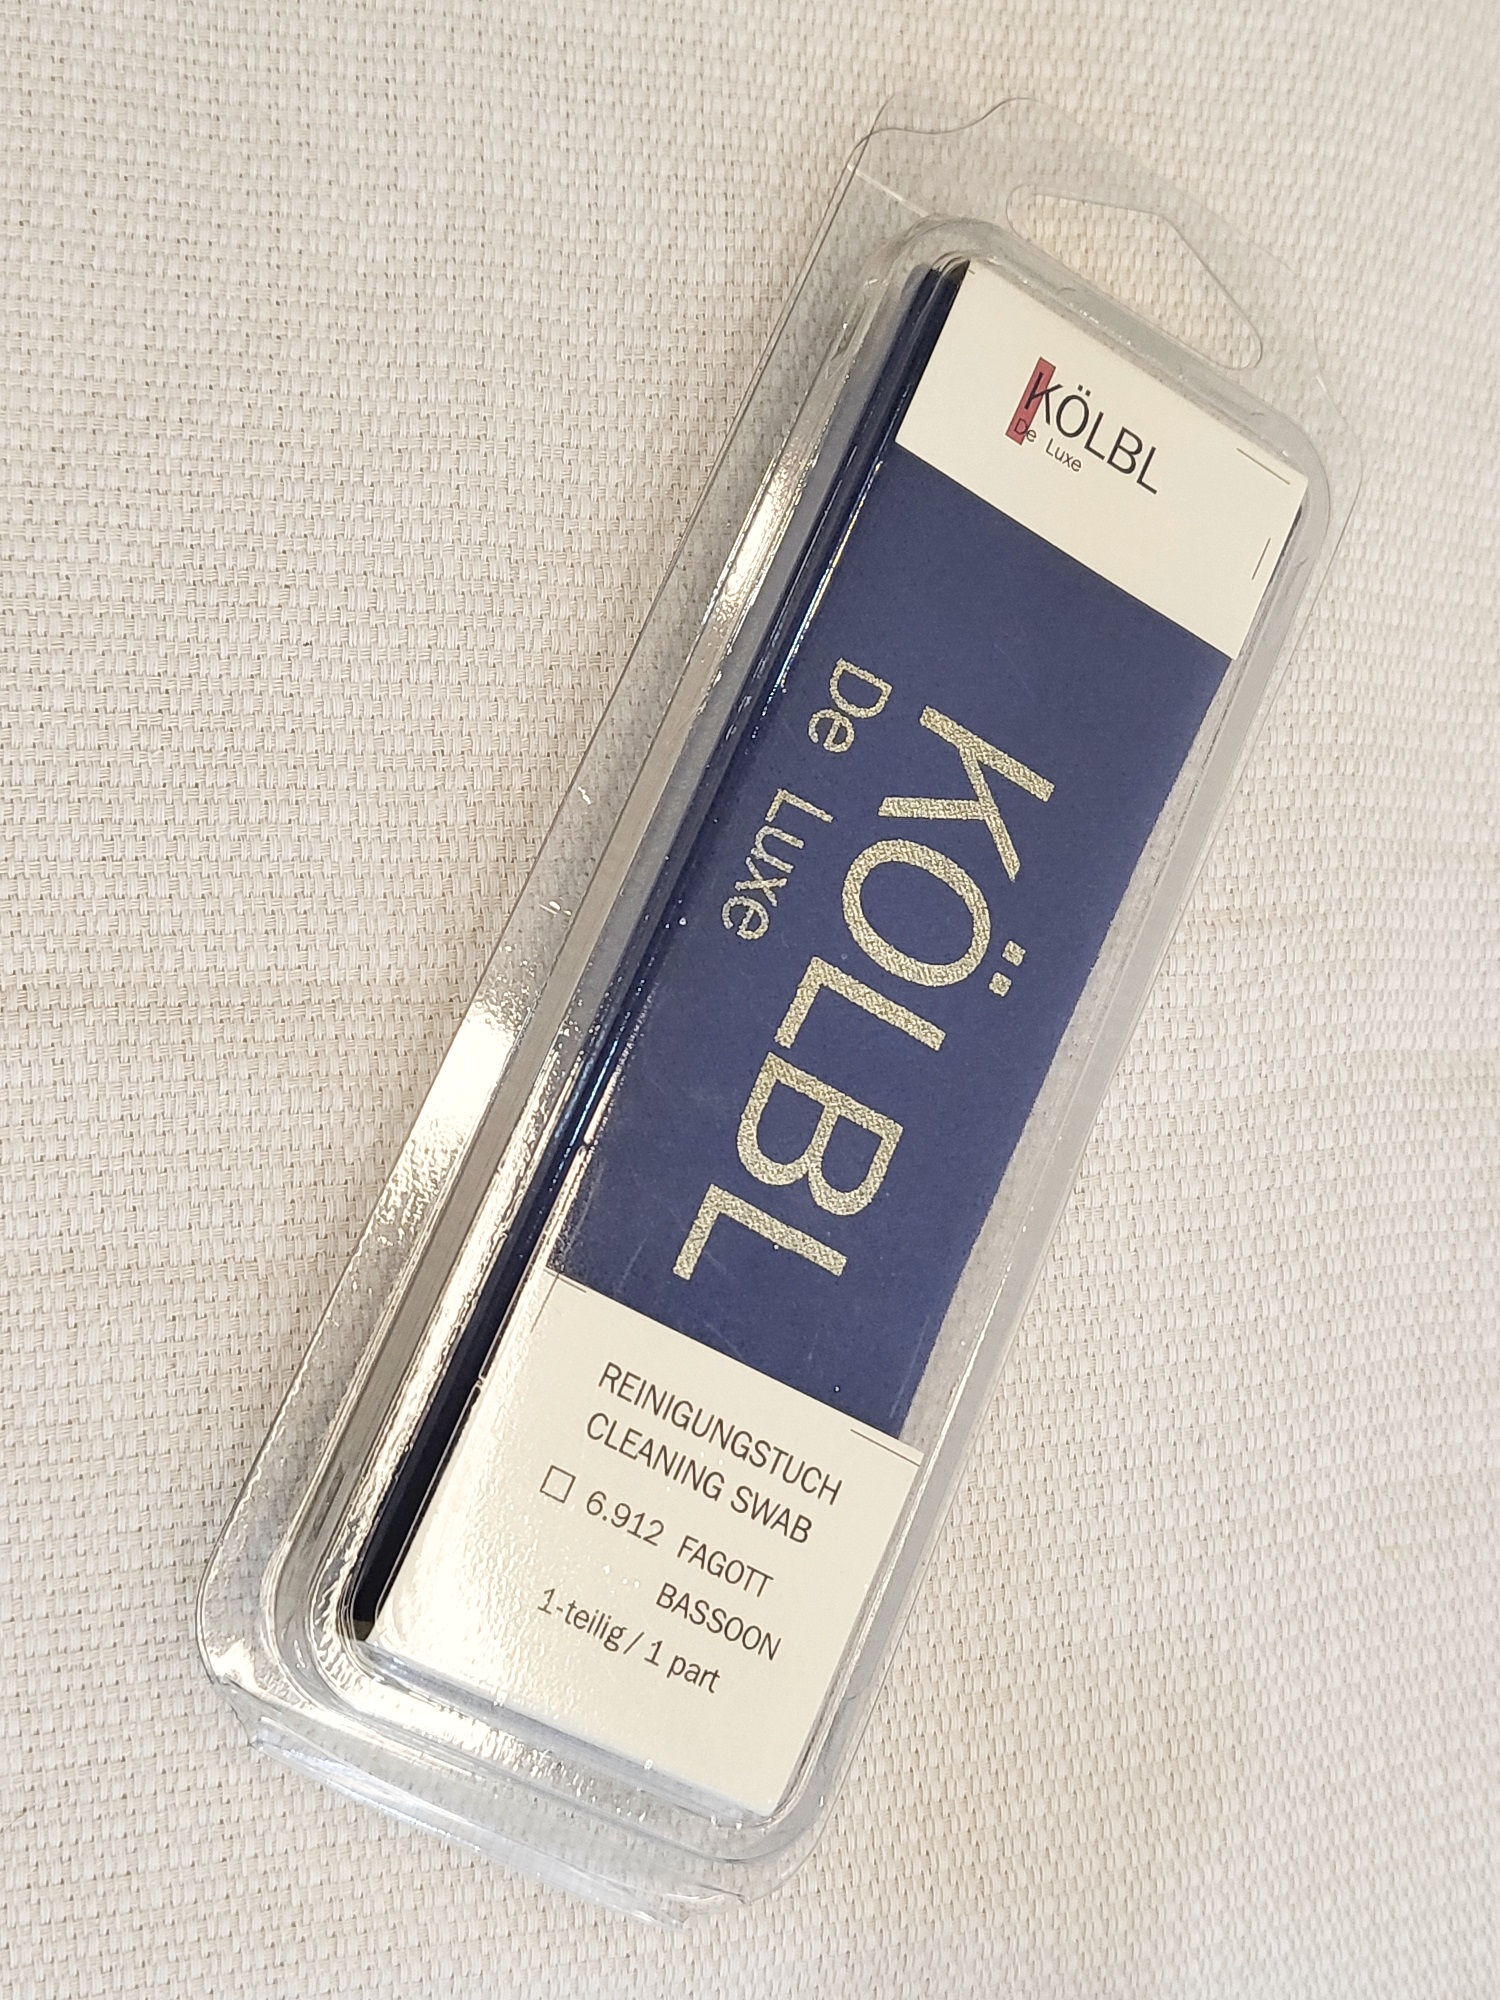 KÖLBL
De Luxe
KÖLBL
De Luxe
REINIGUNGSTUCH
CLEANING SWAB
☐ 6.912 FAGOTT
BASSOON
1-teilig / 1 part